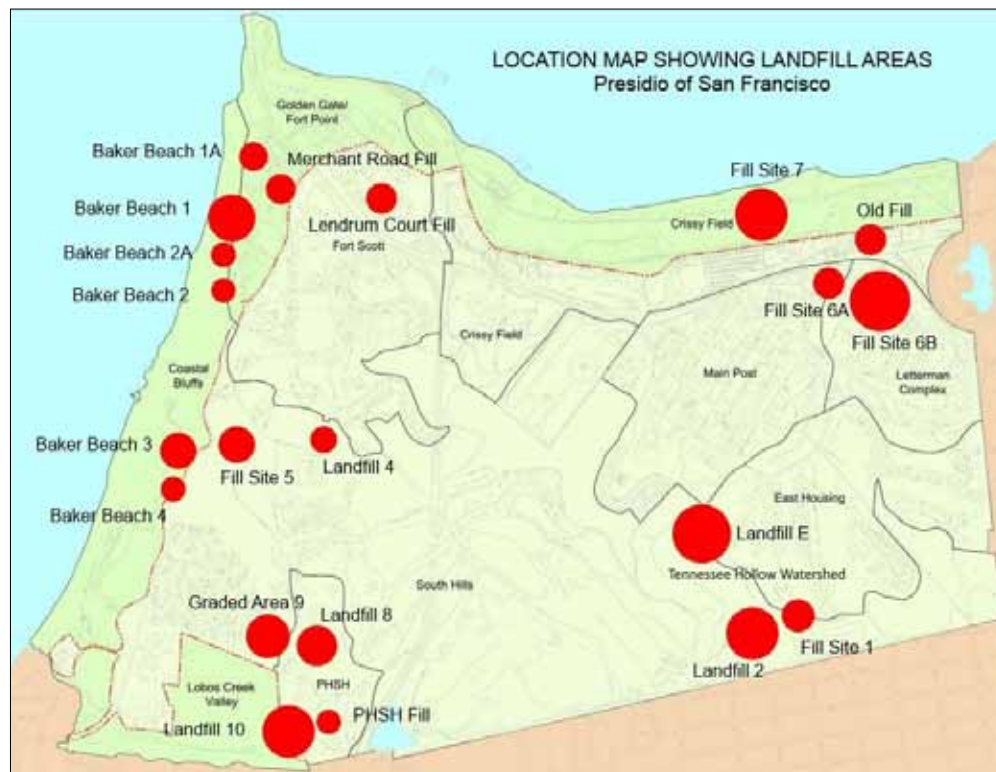 LOCATION MAP SHOWING LANDFILL AREAS
Presidio of San Francisco
Golden Gate/
Fort Point
Baker Beach 1A
Merchant Road Fill
Fill Site 7
Baker Beach 1
Lendrum Court Fill
Crissy Field
Old Fill
Fort Scott
Baker Beach 2A
Baker Beach 2
Fill Site 6A
Crissy Field
Fill Site 6B
Coastal
Bluffs
Main Post
Letterman
Complex
Baker Beach 3
Fill Site 5
Landfill 4
Baker Beach 4
East Housing
Landfill E
Tennessee Hollow Watershed
South Hills
Graded Area 9
Landfill 8
Fill Site 1
Landfill 2
Lobos Creek
Valley
PHSH
PHSH Fill
Landfill 10